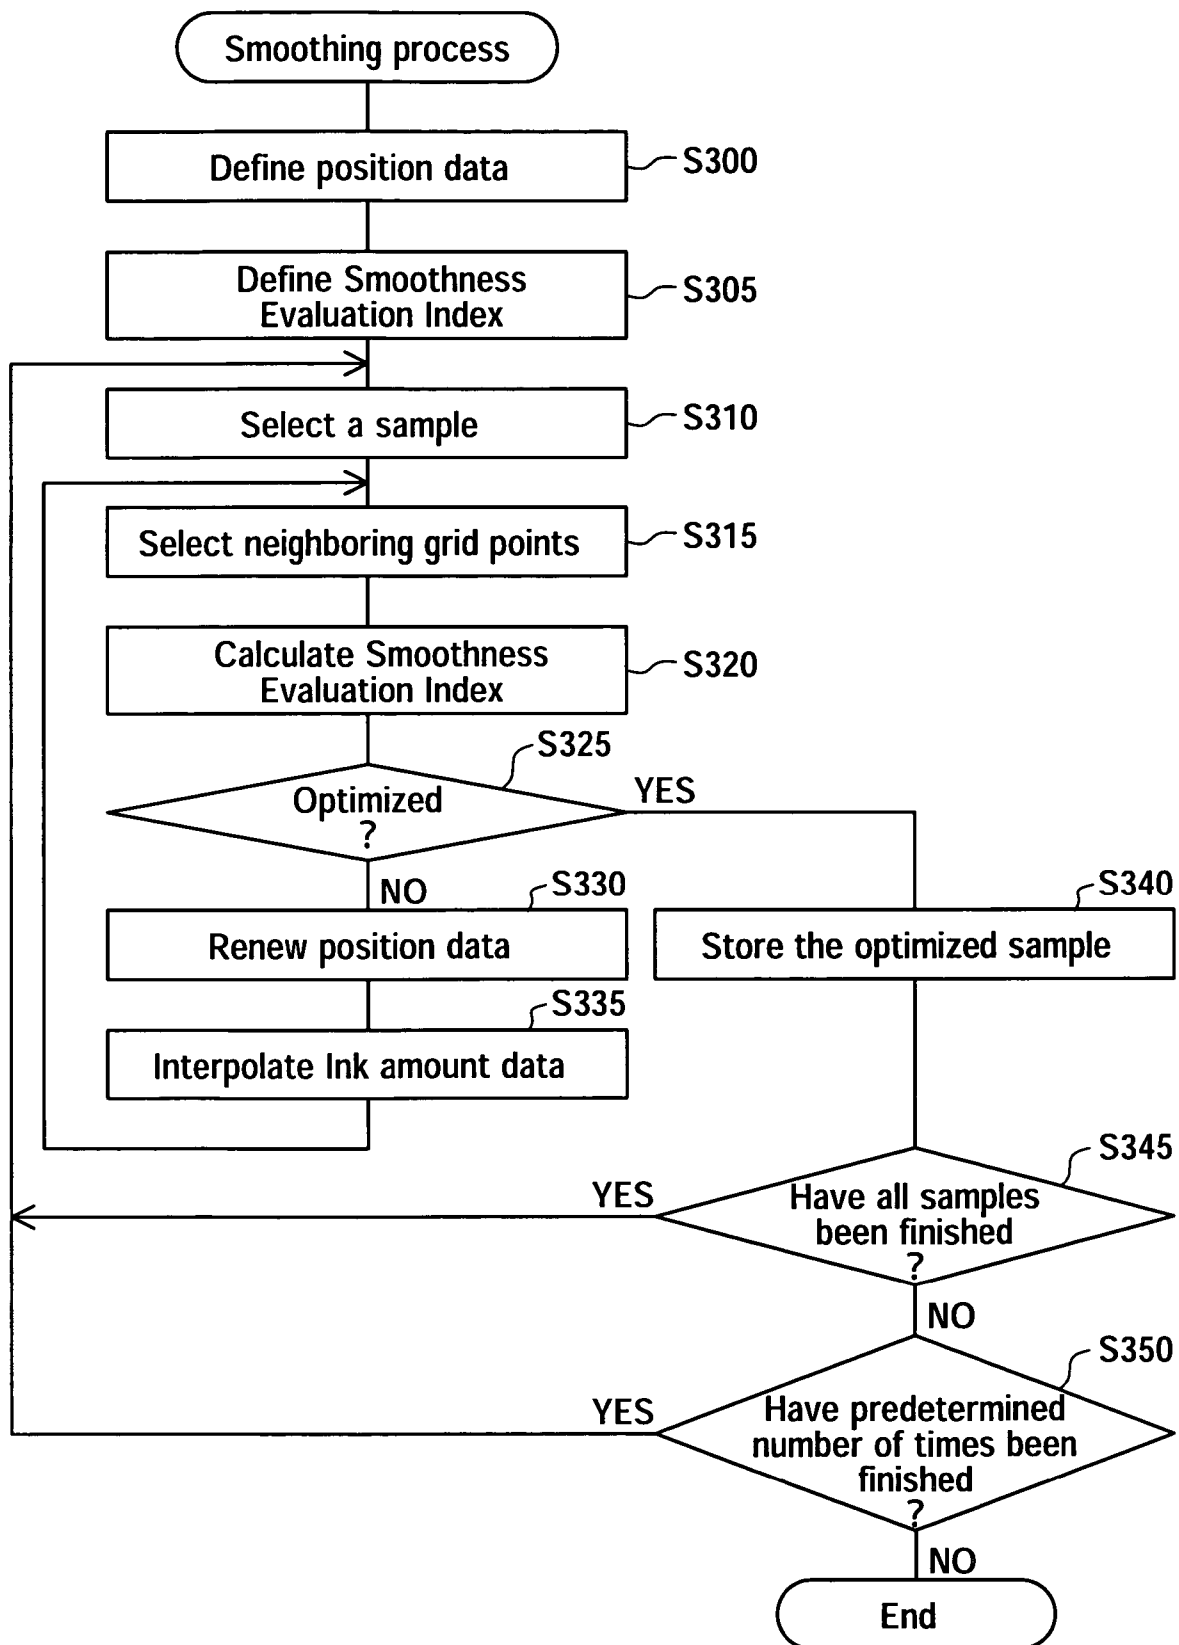 Smoothing process
Define position data
S300
Define Smoothness
Evaluation Index
S305
Select a sample
S310
Select neighboring grid points
S315
Calculate Smoothness
Evaluation Index
S320
S325
Optimized
?
YES
NO
S330
Renew position data
S340
Store the optimized sample
S335
Interpolate Ink amount data
S345
Have all samples
been finished
?
YES
NO
S350
Have predetermined
number of times been
finished
?
YES
NO
End